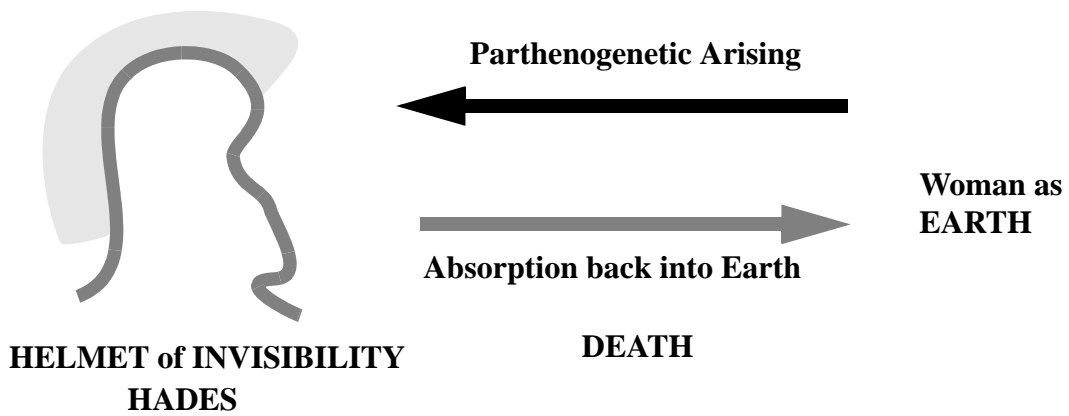 Parthenogenetic Arising
Woman as
EARTH
Absorption back into Earth
DEATH
HELMET of INVISIBILITY
HADES